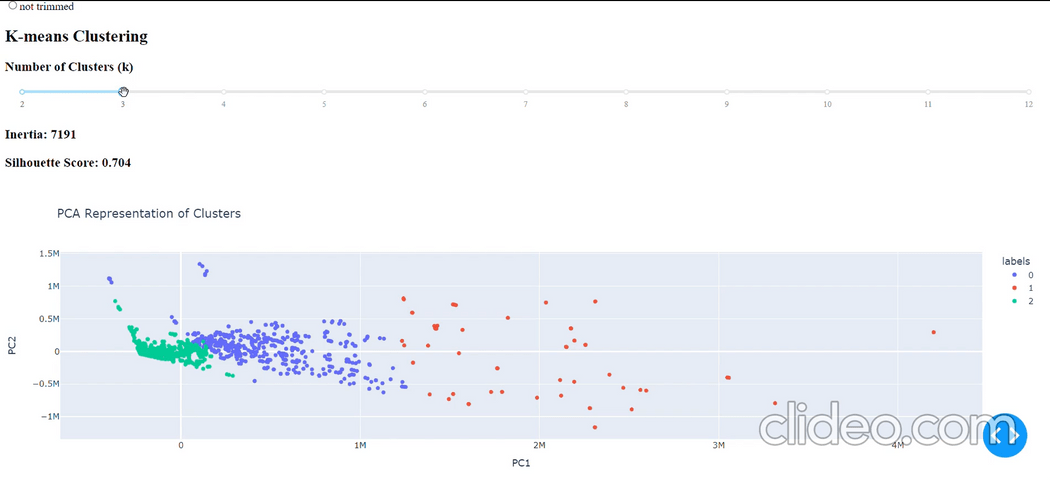 not trimmed
K-means Clustering
Number of Clusters (k)
2 3 4 5 6 7 8 9 10 11 12
Inertia: 7191
Silhouette Score: 0.704
PCA Representation of Clusters
1.5M
1M
0.5M
0
−0.5M
−1M
PC2
0 1M 2M 3M 4M
PC1
labels
0
1
2
clideo.com